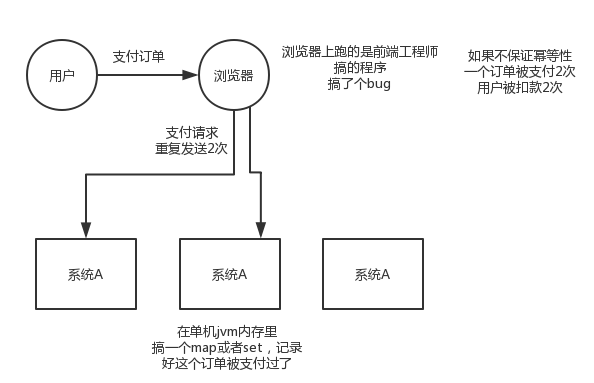 用户
支付订单
浏览器
浏览器上跑的是前端工程师
搞的程序
搞了个bug
如果不保证幂等性
一个订单被支付2次
用户被扣款2次
支付请求
重复发送2次
系统A
系统A
系统A
在单机jvm内存里
搞一个map或者set，记录
好这个订单被支付过了